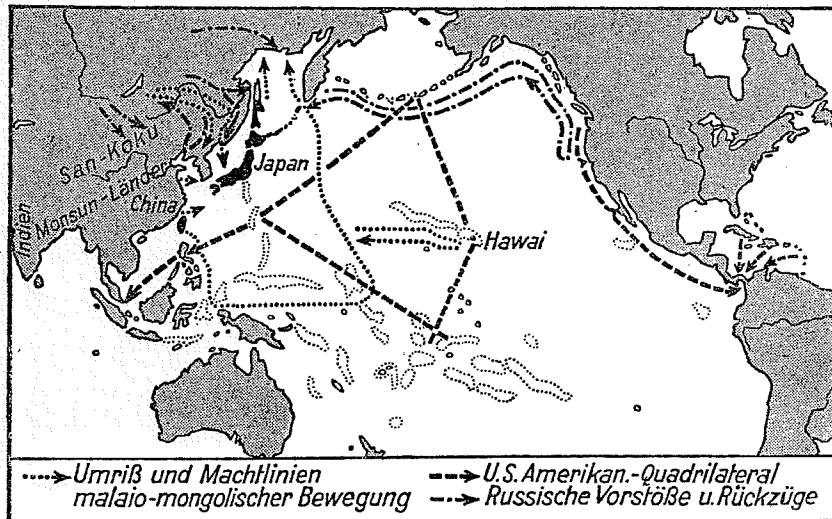 San-Koku
Monsun-Länder
China
Indien
Japan
Hawai
Umriß und Machtlinien
malaio-mongolischer Bewegung
U.S.Amerikan.-Quadrilateral
Russische Vorstöße u. Rückzüge